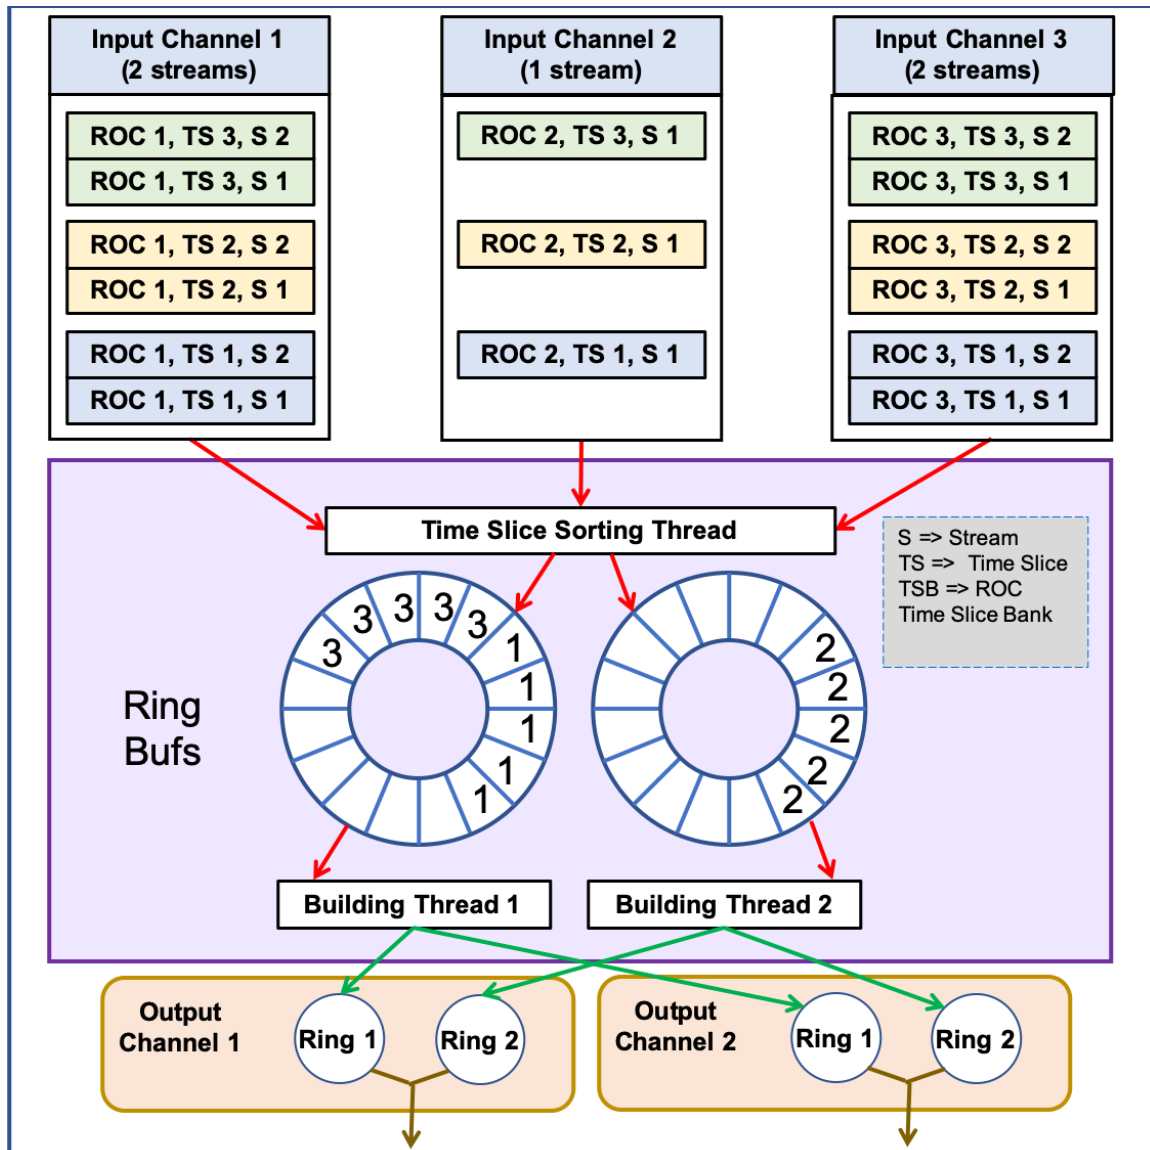 Input Channel 1
(2 streams)
Input Channel 2
(1 stream)
Input Channel 3
(2 streams)
ROC 1, TS 3, S 2
ROC 1, TS 3, S 1
ROC 1, TS 2, S 2
ROC 1, TS 2, S 1
ROC 1, TS 1, S 2
ROC 1, TS 1, S 1
ROC 2, TS 3, S 1
ROC 2, TS 2, S 1
ROC 2, TS 1, S 1
ROC 3, TS 3, S 2
ROC 3, TS 3, S 1
ROC 3, TS 2, S 2
ROC 3, TS 2, S 1
ROC 3, TS 1, S 2
ROC 3, TS 1, S 1
Time Slice Sorting Thread
S => Stream
TS => Time Slice
TSB => ROC
Time Slice Bank
Ring
Bufs
3
3
3
3
3
1
1
1
1
1
2
2
2
2
2
Building Thread 1
Building Thread 2
Output
Channel 1
Ring 1
Ring 2
Output
Channel 2
Ring 1
Ring 2